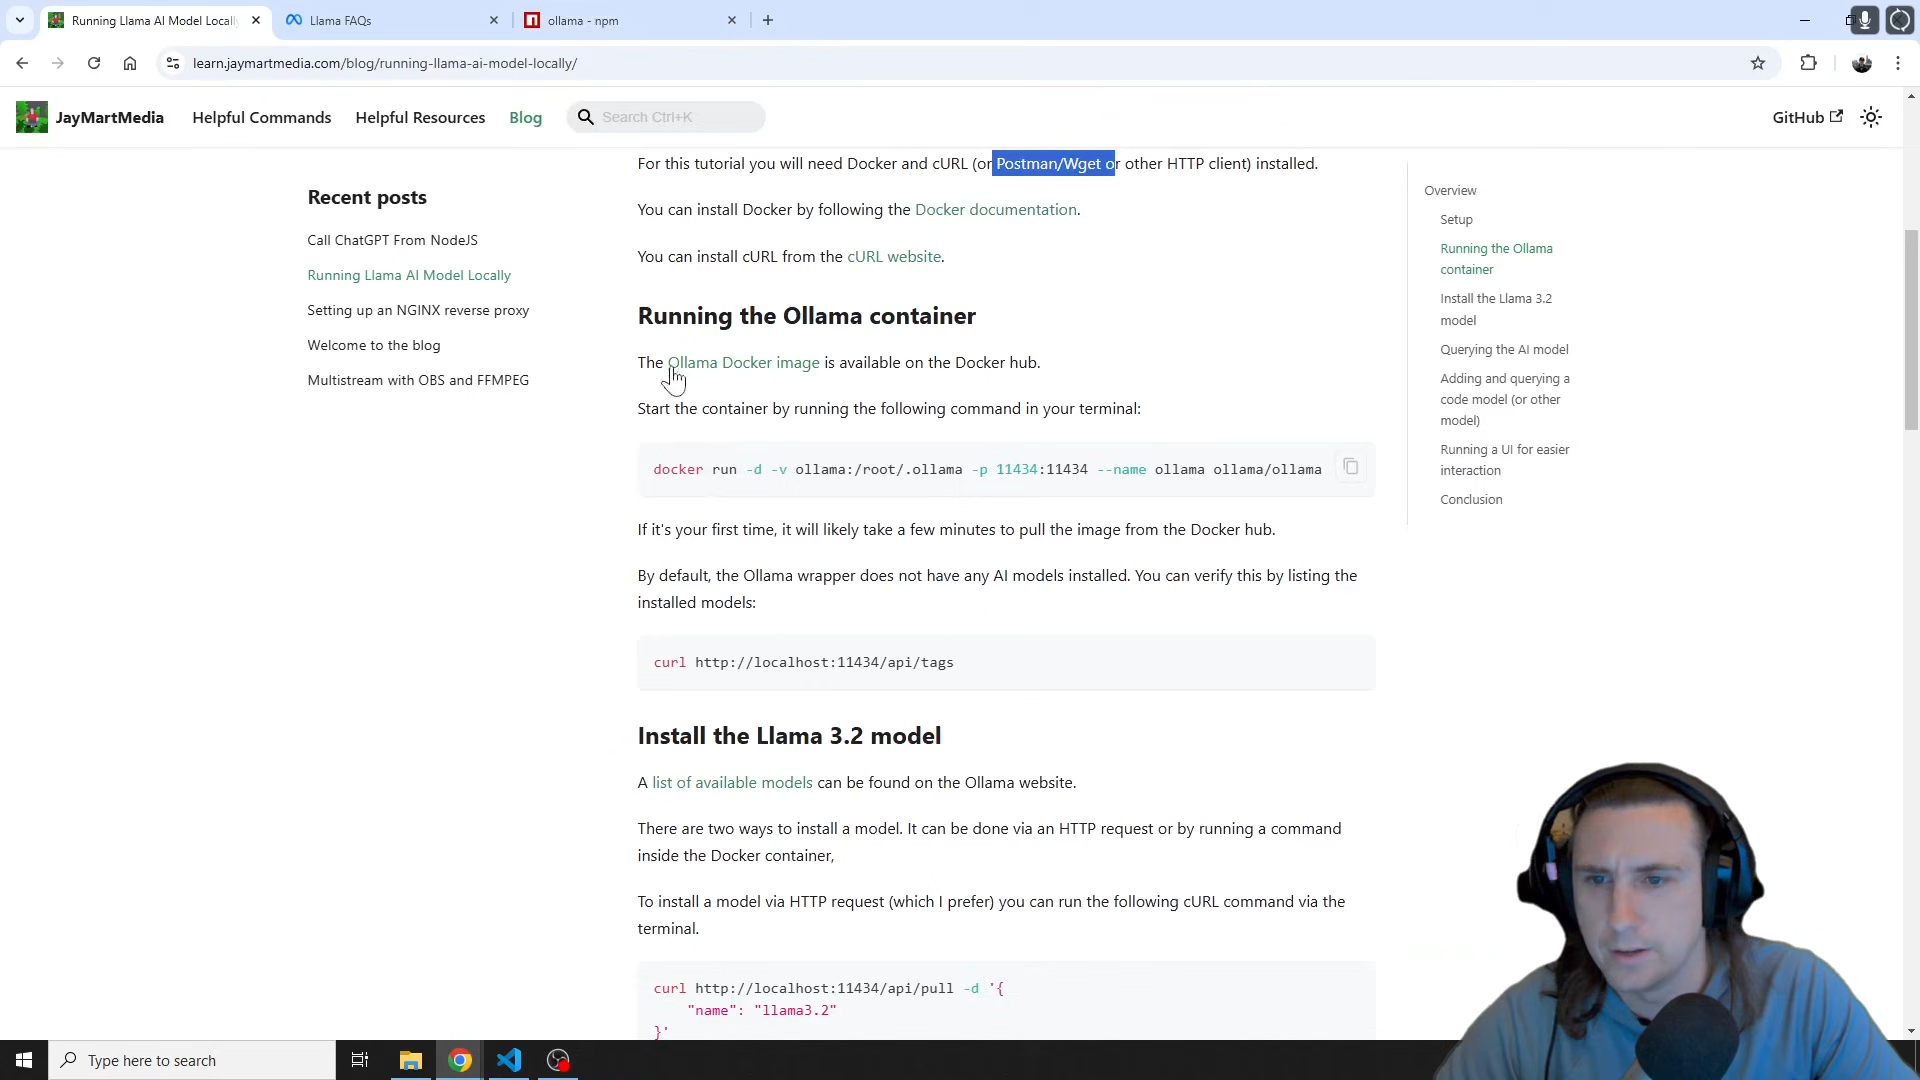 Running Llama AI Model Locally
Llama FAQs
ollama - npm
learn.jaymartmedia.com/blog/running-llama-ai-model-locally/
JayMartMedia
Helpful Commands
Helpful Resources
Blog
Search Ctrl+K
GitHub
Recent posts
Call ChatGPT From NodeJS
Running Llama AI Model Locally
Setting up an NGINX reverse proxy
Welcome to the blog
Multistream with OBS and FFMPEG
For this tutorial you will need Docker and cURL (or Postman/Wget or other HTTP client) installed.
You can install Docker by following the Docker documentation.
You can install cURL from the cURL website.
Running the Ollama container
The Ollama Docker image is available on the Docker hub.
Start the container by running the following command in your terminal:
docker run -d -v ollama:/root/.ollama -p 11434:11434 --name ollama ollama/ollama
If it's your first time, it will likely take a few minutes to pull the image from the Docker hub.
By default, the Ollama wrapper does not have any AI models installed. You can verify this by listing the
installed models:
curl http://localhost:11434/api/tags
Install the Llama 3.2 model
A list of available models can be found on the Ollama website.
There are two ways to install a model. It can be done via an HTTP request or by running a command
inside the Docker container,
To install a model via HTTP request (which I prefer) you can run the following cURL command via the
terminal.
curl http://localhost:11434/api/pull -d '{
"name": "llama3.2"
}'
Overview
Setup
Running the Ollama
container
Install the Llama 3.2
model
Querying the AI model
Adding and querying a
code model (or other
model)
Running a UI for easier
interaction
Conclusion
Type here to search